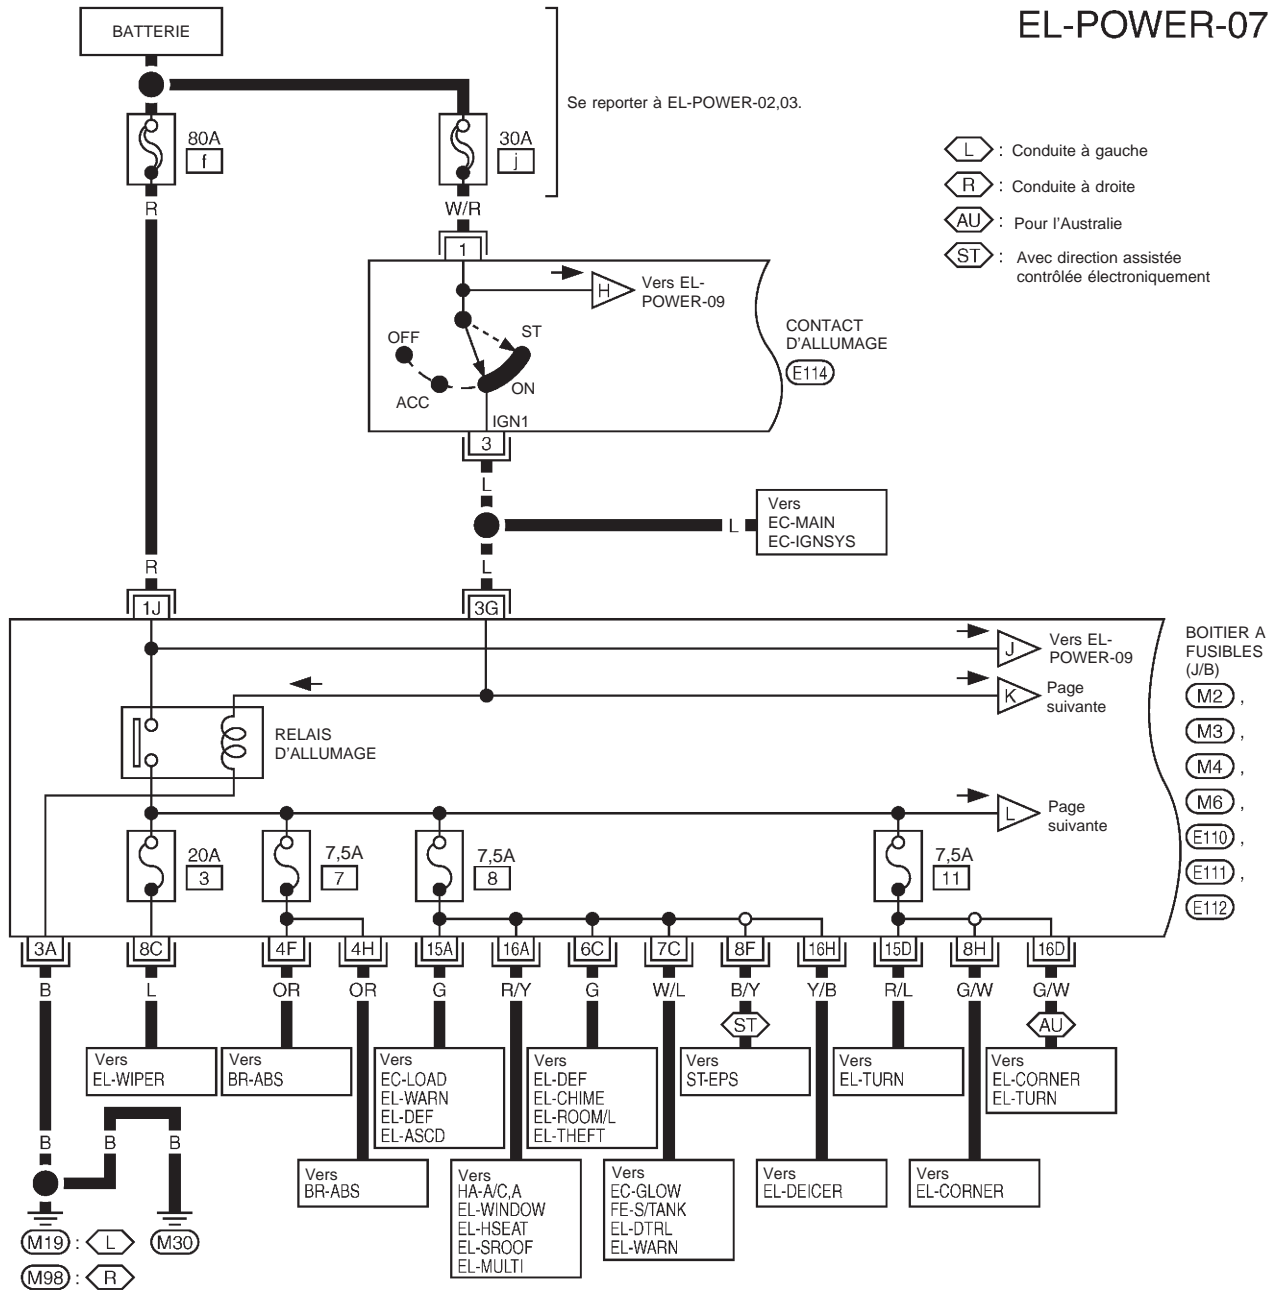 EL-POWER-07
BATTERIE
Se reporter à EL-POWER-02,03.
80A
f
30A
j
L : Conduite à gauche
R : Conduite à droite
AU : Pour l'Australie
ST : Avec direction assistée
contrôlée électroniquement
R
W/R
1
H
Vers EL-
POWER-09
OFF
ST
ACC
ON
IGN1
CONTACT
D'ALLUMAGE
E114
3
L
L
Vers
EC-MAIN
EC-IGNSYS
R
L
1J
3G
J
Vers EL-
POWER-09
K
Page
suivante
BOITIER A
FUSIBLES
(J/B)
M2 ,
M3 ,
M4 ,
M6 ,
E110 ,
E111 ,
E112
RELAIS
D'ALLUMAGE
L
Page
suivante
20A
3
7,5A
7
7,5A
8
7,5A
11
3A 8C 4F 4H 15A 16A 6C 7C 8F 16H 15D 8H 16D
B L OR OR G R/Y G W/L B/Y Y/B R/L G/W G/W
ST
AU
Vers
EL-WIPER
Vers
BR-ABS
Vers
EC-LOAD
EL-WARN
EL-DEF
EL-ASCD
Vers
EL-DEF
EL-CHIME
EL-ROOM/L
EL-THEFT
Vers
ST-EPS
Vers
EL-TURN
Vers
EL-CORNER
EL-TURN
B B B
Vers
BR-ABS
Vers
HA-A/C,A
EL-WINDOW
EL-HSEAT
EL-SROOF
EL-MULTI
Vers
EC-GLOW
FE-S/TANK
EL-DTRL
EL-WARN
Vers
EL-DEICER
Vers
EL-CORNER
M19 : L
M30
M98 : R